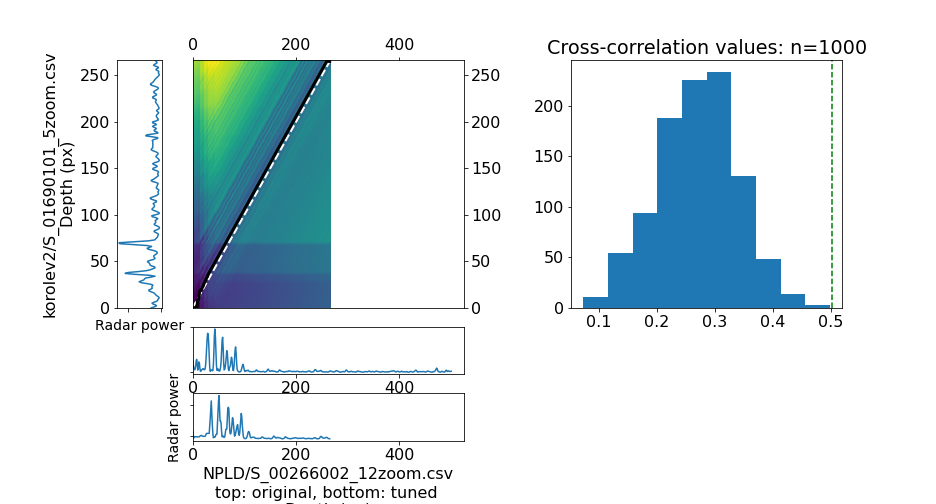 0 200 400
Cross-correlation values: n=1000
korolev2/S_01690101_5zoom.csv
Depth (px)
250
200
150
100
50
0
250
200
150
100
50
0
200
150
100
50
0
0.1 0.2 0.3 0.4 0.5
Radar power
0 200 400
Radar power
0 200 400
NPLD/S_00266002_12zoom.csv
top: original, bottom: tuned